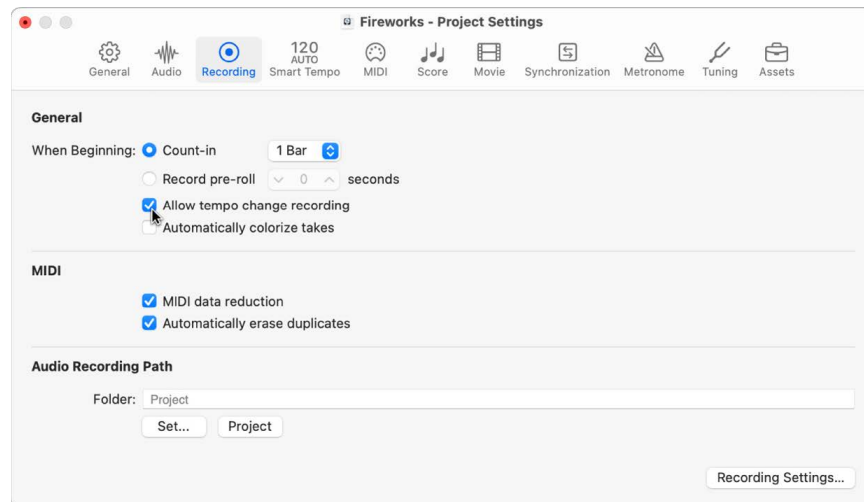 Fireworks - Project Settings
120
AUTO
General Audio Recording Smart Tempo MIDI Score Movie Synchronization Metronome Tuning Assets
General
When Beginning: Count-in 1 Bar
Record pre-roll 0 seconds
Allow tempo change recording
Automatically colorize takes
MIDI
MIDI data reduction
Automatically erase duplicates
Audio Recording Path
Folder: Project
Set... Project
Recording Settings...